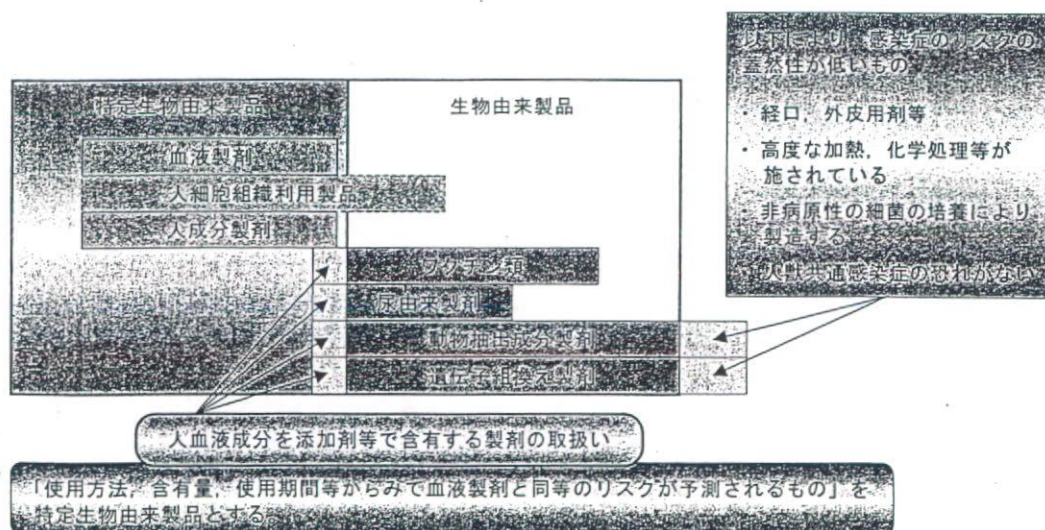 以下により，感染症のリスクの
蓋然性が低いもの
・経口，外皮用剤等
・高度な加熱，化学処理等が
施されている
・非病原性の細菌の培養により
製造する
・人獣共通感染症の恐れがない
特定生物由来製品
生物由来製品
血液製剤
人細胞組織利用製品
人成分製剤
ワクチン類
尿由来製剤
動物抽出成分製剤
遺伝子組換え製剤
人血液成分を添加剤等で含有する製剤の取扱い
「使用方法，含有量，使用期間等からみて血液製剤と同等のリスクが予測されるもの」を
特定生物由来製品とする